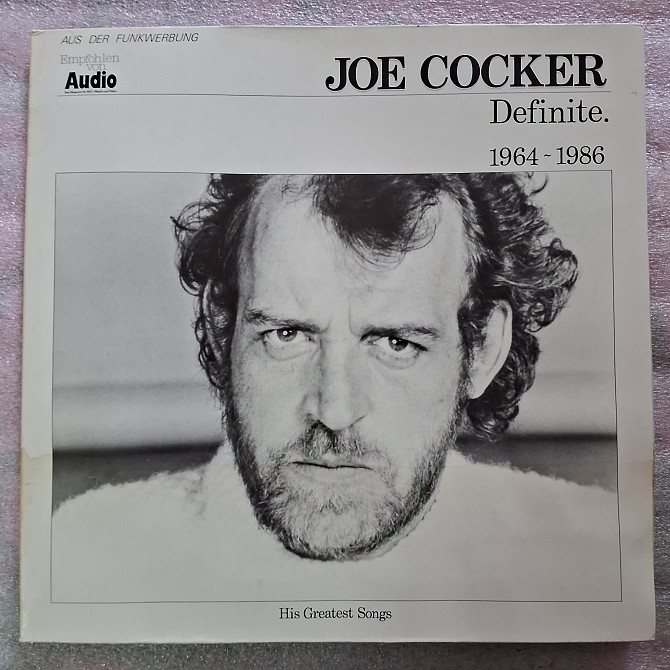 AUS DER FUNKWERBUNG
Empfohlen
von
Audio
JOE COCKER
Definite.
1964 - 1986
His Greatest Songs